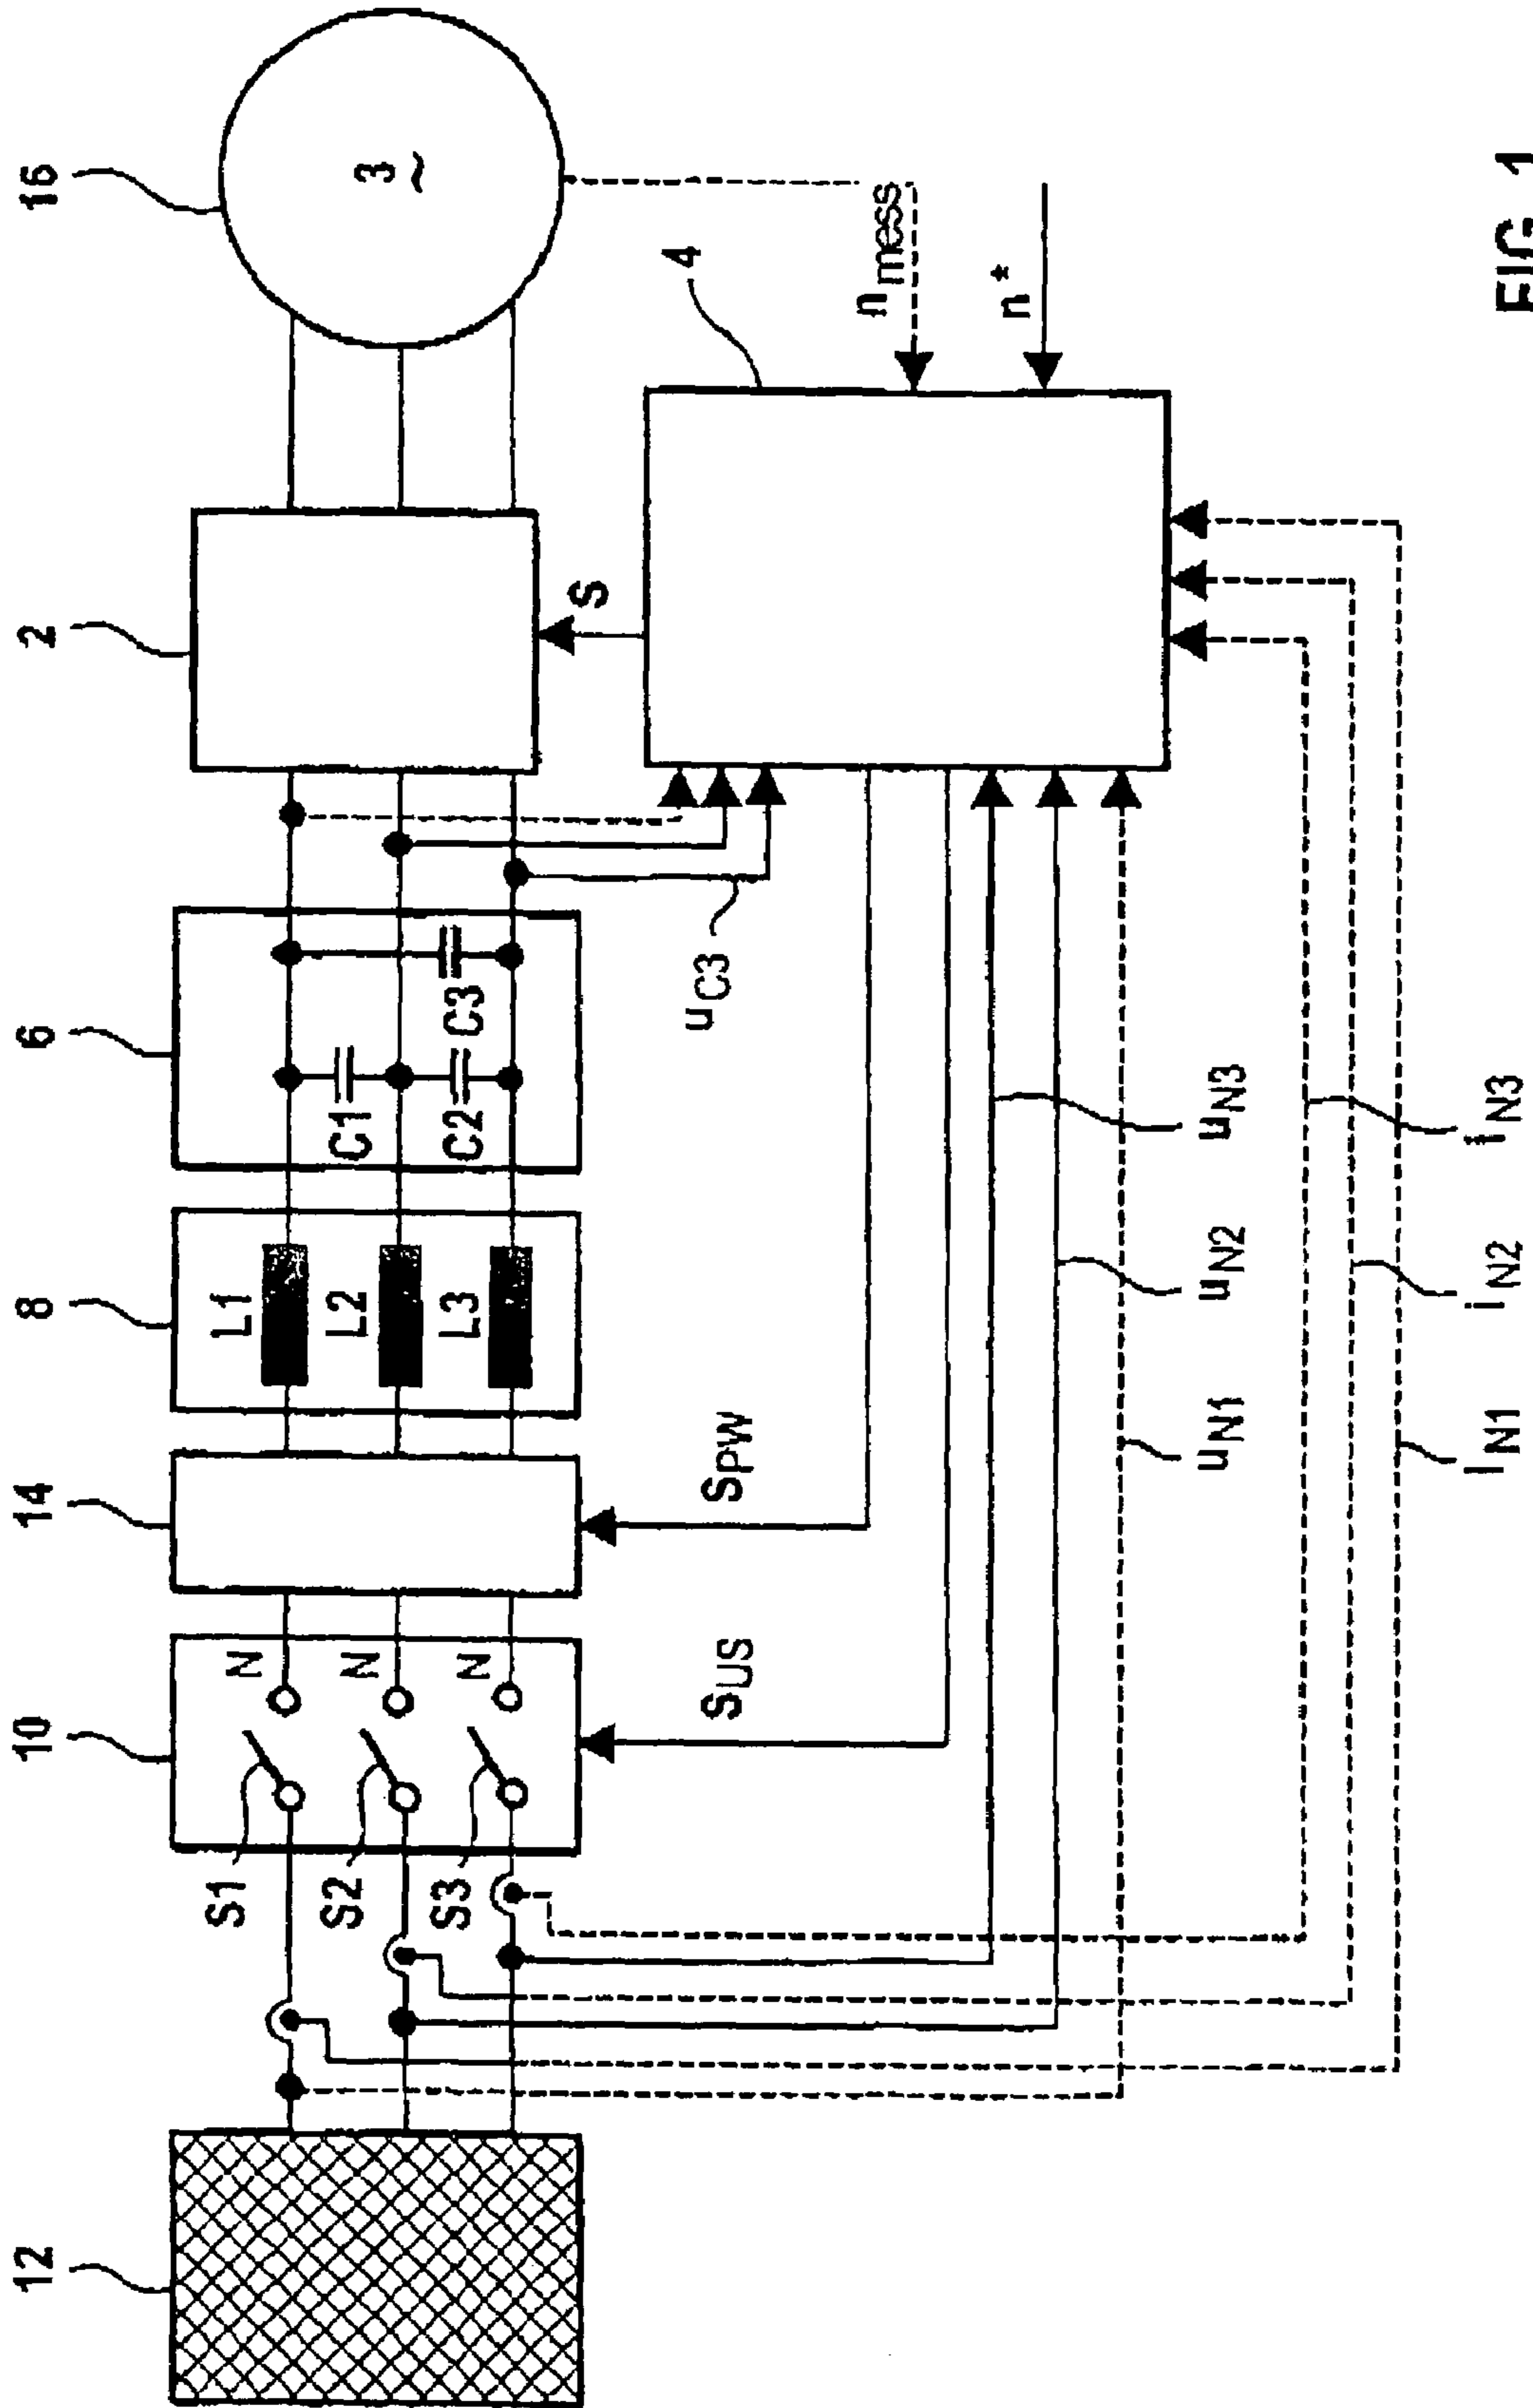 12
10
14
8
6
2
16
S1
S2
S3
N
N
N
L1
L2
L3
C1
C2
C3
3
~
S_US
S_PW
u_C3
S
4
n_mess
n*
u_N1
u_N2
u_N3
i_N1
i_N2
i_N3
FIG. 1